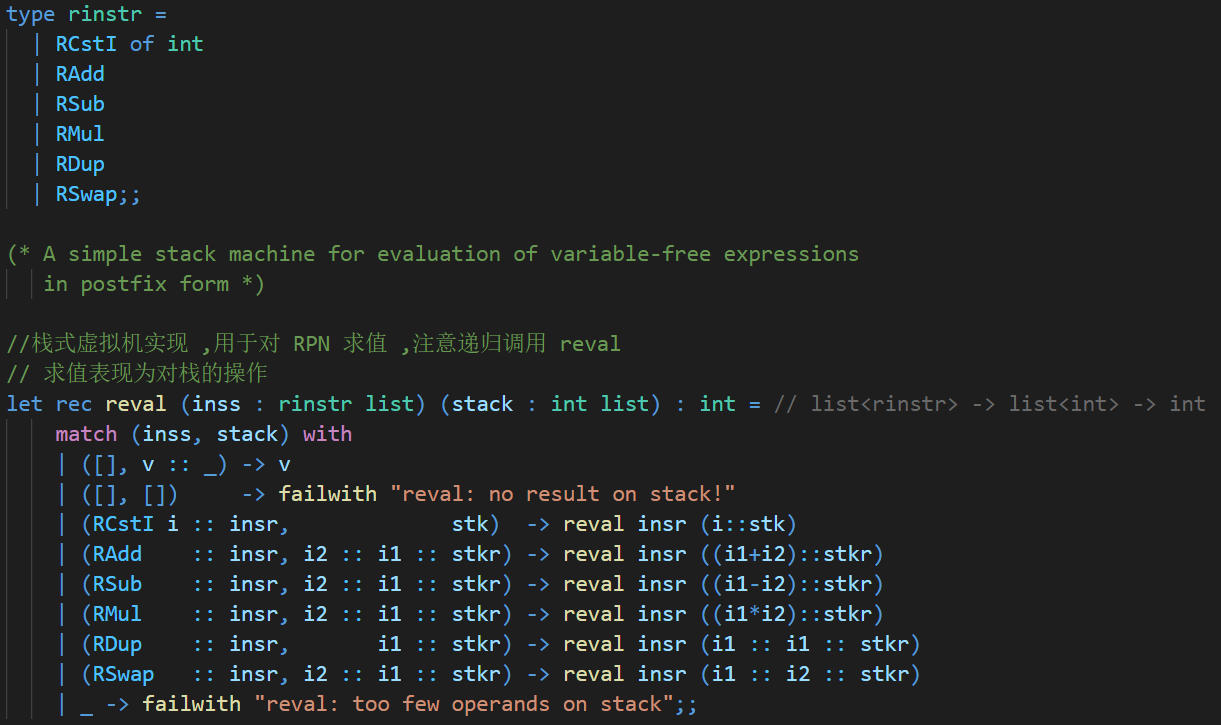 type rinstr =
  | RCstI of int
  | RAdd
  | RSub
  | RMul
  | RDup
  | RSwap;;

(* A simple stack machine for evaluation of variable-free expressions
   in postfix form *)

//栈式虚拟机实现 ,用于对 RPN 求值 ,注意递归调用 reval
// 求值表现为对栈的操作
let rec reval (inss : rinstr list) (stack : int list) : int = // list<rinstr> -> list<int> -> int
    match (inss, stack) with
    | ([], v :: _) -> v
    | ([], [])     -> failwith "reval: no result on stack!"
    | (RCstI i :: insr,             stk)  -> reval insr (i::stk)
    | (RAdd    :: insr, i2 :: i1 :: stkr) -> reval insr ((i1+i2)::stkr)
    | (RSub    :: insr, i2 :: i1 :: stkr) -> reval insr ((i1-i2)::stkr)
    | (RMul    :: insr, i2 :: i1 :: stkr) -> reval insr ((i1*i2)::stkr)
    | (RDup    :: insr,       i1 :: stkr) -> reval insr (i1 :: i1 :: stkr)
    | (RSwap   :: insr, i2 :: i1 :: stkr) -> reval insr (i1 :: i2 :: stkr)
    | _ -> failwith "reval: too few operands on stack";;